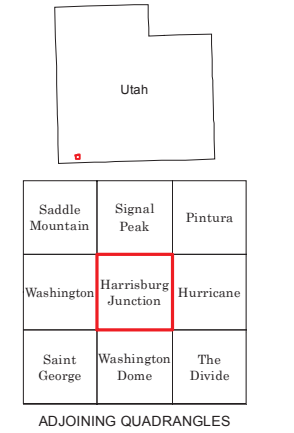 Utah
Saddle
Mountain
Signal
Peak
Pintura
Washington
Harrisburg
Junction
Hurricane
Saint
George
Washington
Dome
The
Divide
ADJOINING QUADRANGLES